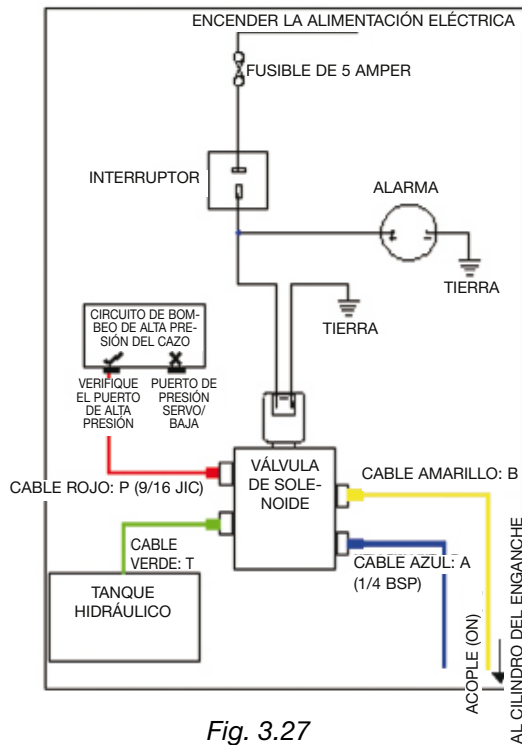 ENCENDER LA ALIMENTACIÓN ELÉCTRICA
FUSIBLE DE 5 AMPER
INTERRUPTOR
ALARMA
TIERRA
TIERRA
CIRCUITO DE BOM-
BEO DE ALTA PRE-
SIÓN DEL CAZO
VERIFIQUE
EL PUERTO
DE ALTA
PRESIÓN
PUERTO DE
PRESIÓN
SERVO/
BAJA
CABLE ROJO: P (9/16 JIC)
VÁLVULA
DE SOLE-
NOIDE
CABLE AMARILLO: B
CABLE
VERDE: T
CABLE AZUL: A
(1/4 BSP)
TANQUE
HIDRÁULICO
ACOPLE (ON)
AL CILINDRO DEL ENGANCHE
Fig. 3.27